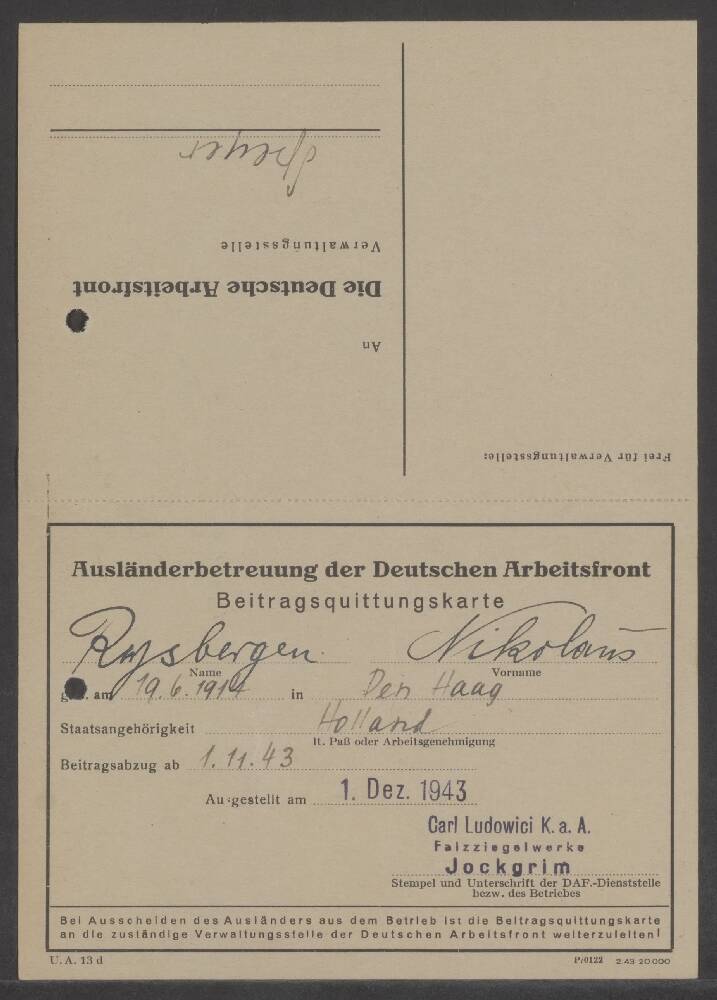 An
Die Deutsche Arbeitsfront
Verwaltungsstelle
Speyer
Frei für Verwaltungsstelle:
Ausländerbetreuung der Deutschen Arbeitsfront
Beitragsquittungskarte
Rysbergen Nikolaus
Name Vorname
geb. am 19.6.1914 in Den Haag
Staatsangehörigkeit Holland
lt. Paß oder Arbeitsgenehmigung
Beitragsabzug ab 1.11.43
Ausgestellt am 1. Dez. 1943
Carl Ludowici K.a.A.
Falzziegelwerke
Jockgrim
Stempel und Unterschrift der DAF.-Dienststelle
bezw. des Betriebes
Bei Ausscheiden des Ausländers aus dem Betrieb ist die Beitragsquittungskarte
an die zuständige Verwaltungsstelle der Deutschen Arbeitsfront weiterzuleiten!
U. A. 13 d P/0122 2.43 20 000